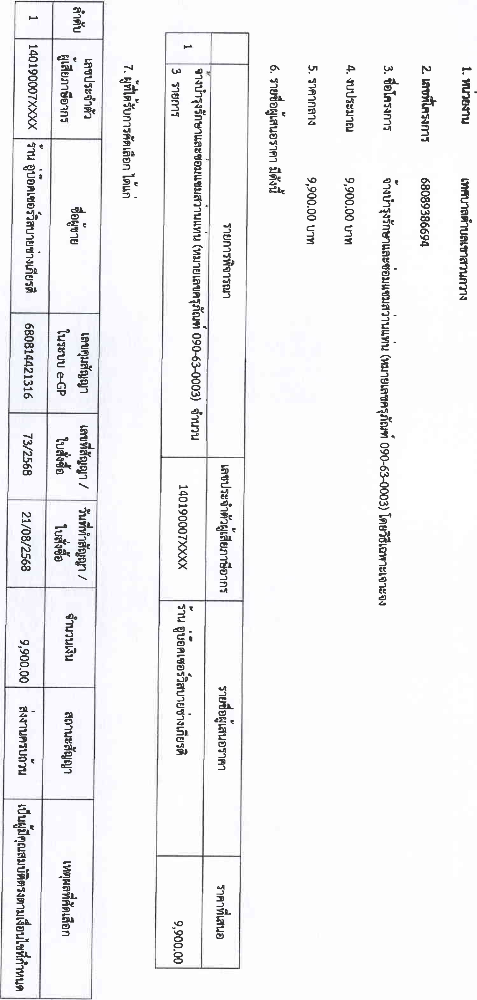 1. หน่วยงาน เทศบาลตำบลเขาสวนกวาง
2. เลขที่โครงการ 68089386694
3. ชื่อโครงการ จ้างบำรุงรักษาและซ่อมแซมสว่านแท่น (หมายเลขครุภัณฑ์ 090-63-0003) โดยวิธีเฉพาะเจาะจง
4. งบประมาณ 9,900.00 บาท
5. ราคากลาง 9,900.00 บาท
6. รายชื่อผู้เสนอราคา มีดังนี้
รายการพิจารณา เลขประจำตัวผู้เสียภาษีอากร รายชื่อผู้เสนอราคา ราคาที่เสนอ
1 จ้างบำรุงรักษาและซ่อมแซมสว่านแท่น (หมายเลขครุภัณฑ์ 090-63-0003) จำนวน 140190007XXXX ร้าน อู่บ๊อคเซอร์วิสบายช่างเกียรติ 9,900.00
3 รายการ
7. ผู้ที่ได้รับการคัดเลือก ได้แก่
ลำดับ เลขประจำตัว ชื่อผู้ขาย เลขคุมสัญญา เลขที่สัญญา / วันที่ทำสัญญา / จำนวนเงิน สถานะสัญญา เหตุผลที่คัดเลือก
ผู้เสียภาษีอากร ในระบบ e-GP ใบสั่งซื้อ ใบสั่งซื้อ
1 140190007XXXX ร้าน อู่บ๊อคเซอร์วิสบายช่างเกียรติ 680814421316 73/2568 21/08/2568 9,900.00 ส่งงานครบถ้วน เป็นผู้มีคุณสมบัติตรงตามเงื่อนไขที่กำหนด